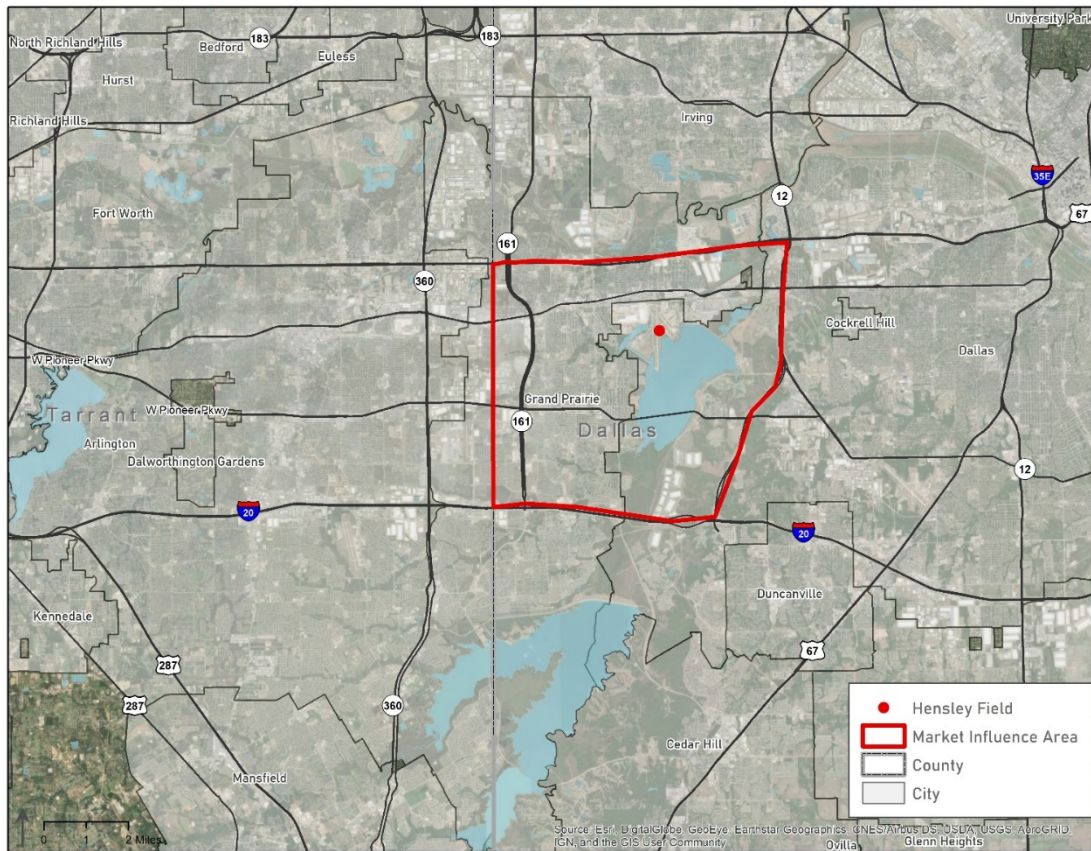 University Park
North Richland Hills
Bedford
183
183
Euless
Hurst
Richland Hills
Irving
35E
67
Fort Worth
12
161
360
Cockrell Hill
Dallas
W Pioneer Pkwy
Grand Prairie
Tarrant
W Pioneer Pkwy
161
Dallas
Arlington
Dalworthington Gardens
12
20
20
Duncanville
Kennedale
67
287
287
360
Cedar Hill
Mansfield
Hensley Field
Market Influence Area
County
City
0 1 2 Miles
Source: Esri, DigitalGlobe, GeoEye, Earthstar Geographics, CNES/Airbus DS, USDA, USGS, AeroGRID,
IGN, and the GIS User Community
Ovilla
Glenn Heights